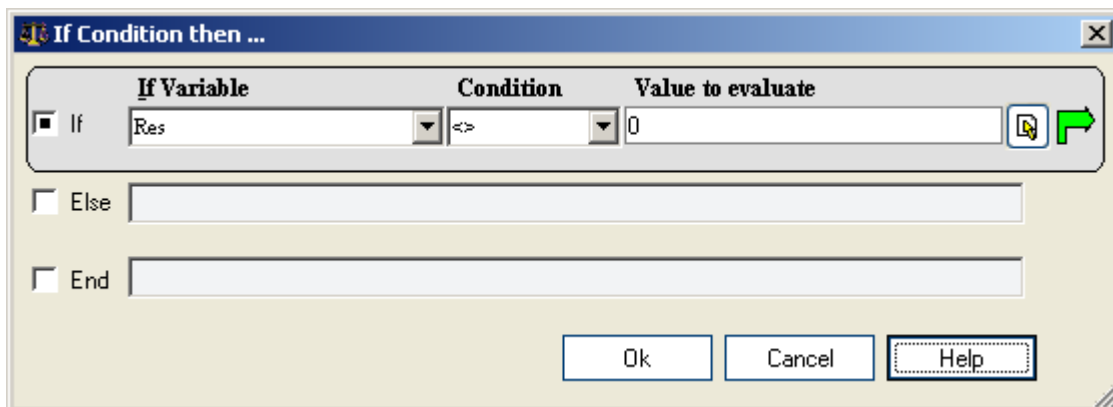 If Condition then ...
If Variable Condition Value to evaluate
If Res <> 0
Else
End
Ok Cancel Help